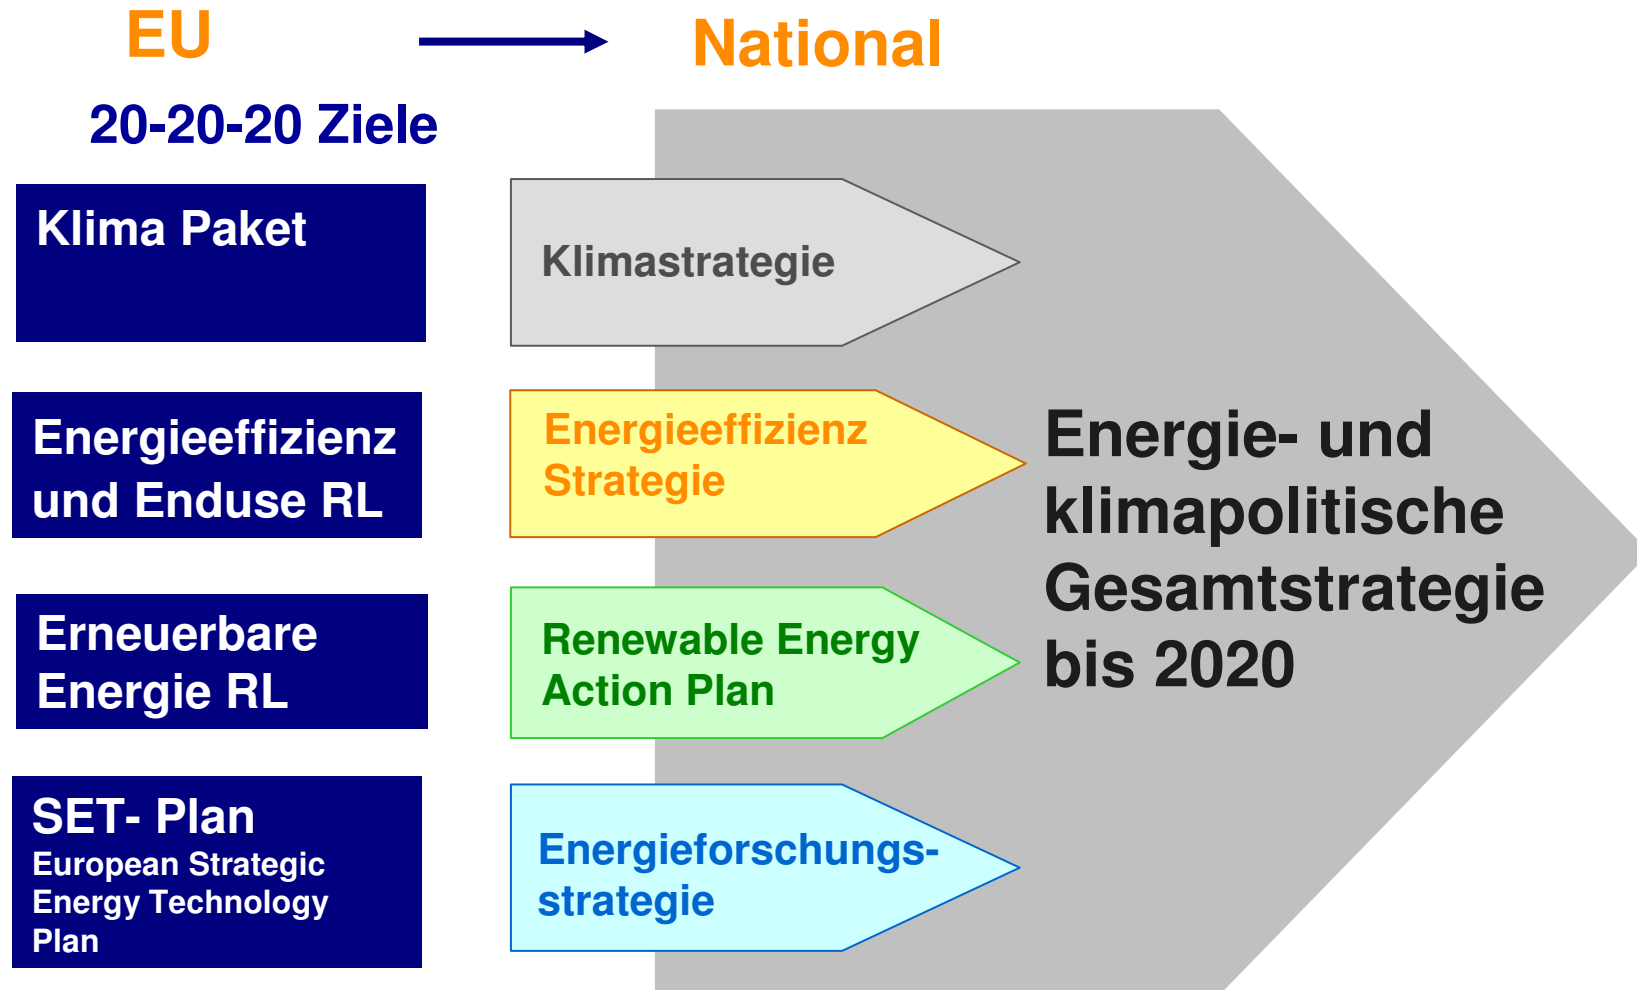 EU
National
20-20-20 Ziele
Klima Paket
Klimastrategie
Energieeffizienz
und Enduse RL
Energieeffizienz
Strategie
Erneuerbare
Energie RL
Renewable Energy
Action Plan
SET- Plan
European Strategic
Energy Technology
Plan
Energieforschungs-
strategie
Energie- und
klimapolitische
Gesamtstrategie
bis 2020